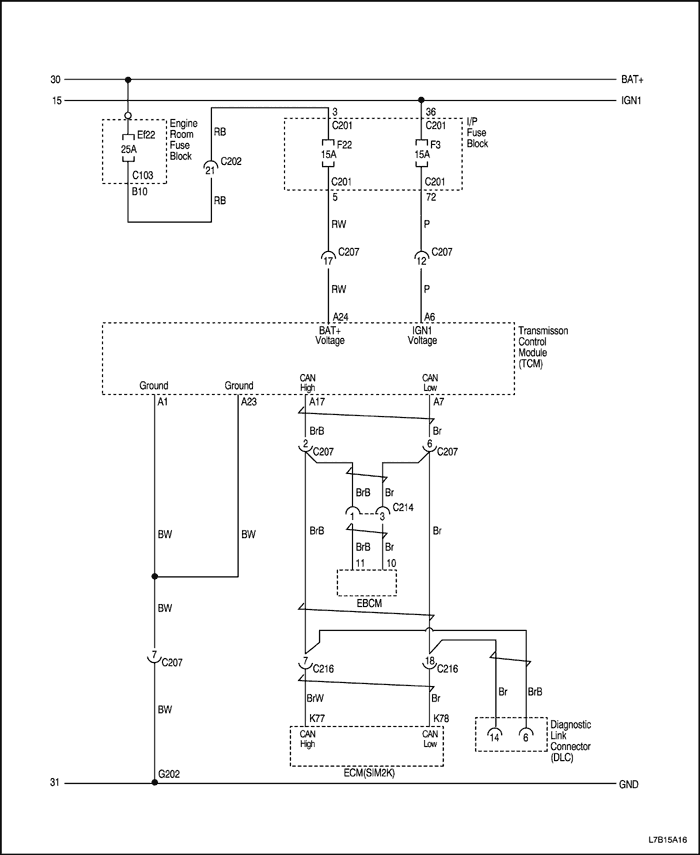 30
BAT+
15
IGN1
3
36
Engine
Room
Fuse
Block
Ef22
25A
C103
B10
RB
C202
21
RB
C201
C201
I/P
Fuse
Block
F22
15A
F3
15A
C201
C201
5
72
RW
P
C207
17
C207
12
RW
P
A24
A6
BAT+
Voltage
IGN1
Voltage
Transmisson
Control
Module
(TCM)
Ground
Ground
CAN
High
CAN
Low
A1
A23
A17
A7
BrB
Br
2
C207
6
C207
BrB
Br
C214
1
3
BW
BW
BrB
Br
BrB
Br
11
10
EBCM
BW
7
C207
7
C216
18
C216
BW
BrW
Br
Br
BrB
K77
K78
CAN
High
CAN
Low
14
6
Diagnostic
Link
Connector
(DLC)
ECM(SIM2K)
31
G202
GND
L7B15A16